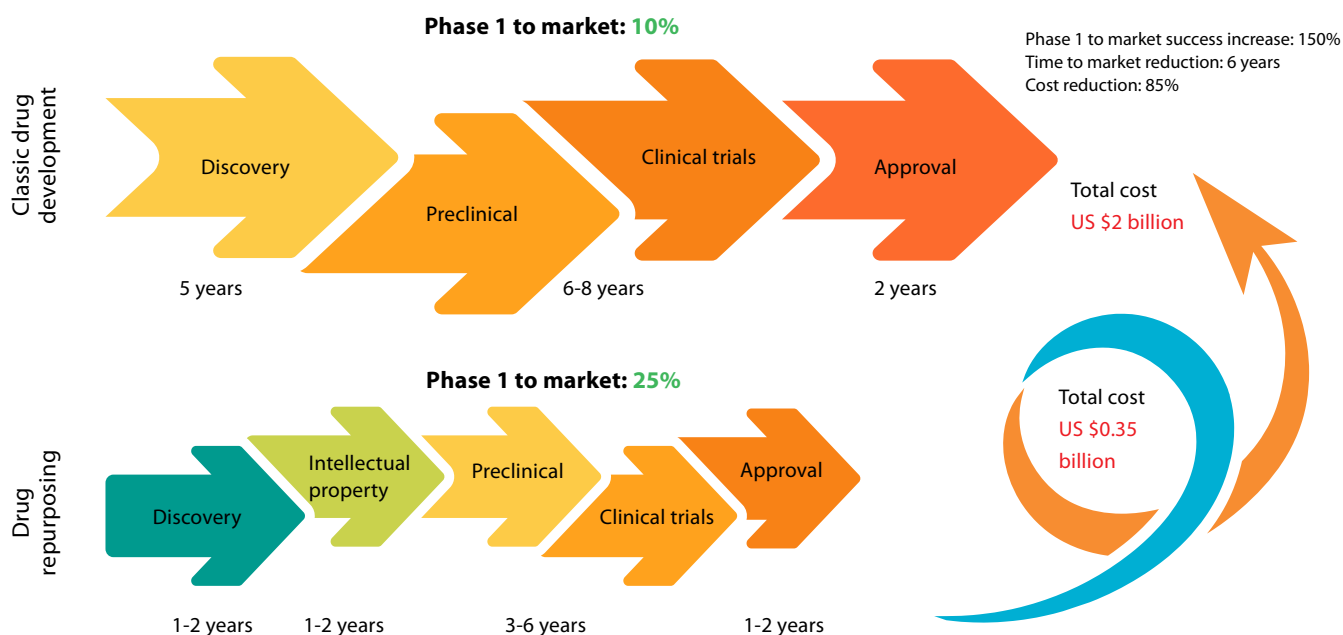 Phase 1 to market: 10%
Phase 1 to market success increase: 150%
Time to market reduction: 6 years
Cost reduction: 85%
Classic drug
development
Discovery
Preclinical
Clinical trials
Approval
Total cost
US $2 billion
5 years
6-8 years
2 years
Phase 1 to market: 25%
Drug
repurposing
Discovery
Intellectual
property
Preclinical
Clinical trials
Approval
Total cost
US $0.35
billion
1-2 years
1-2 years
3-6 years
1-2 years